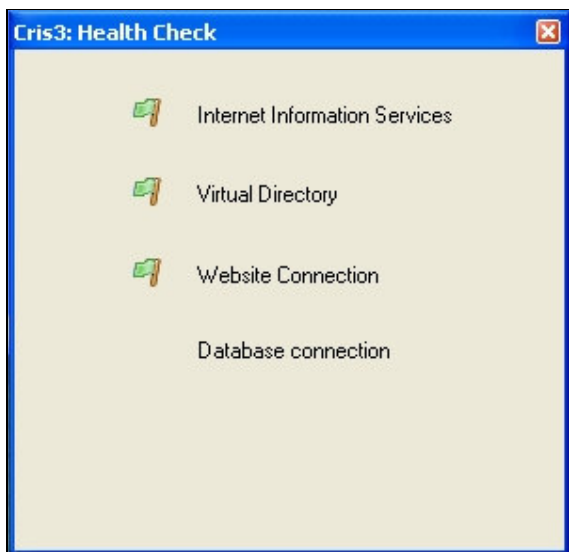 Cris3: Health Check
Internet Information Services
Virtual Directory
Website Connection
Database connection